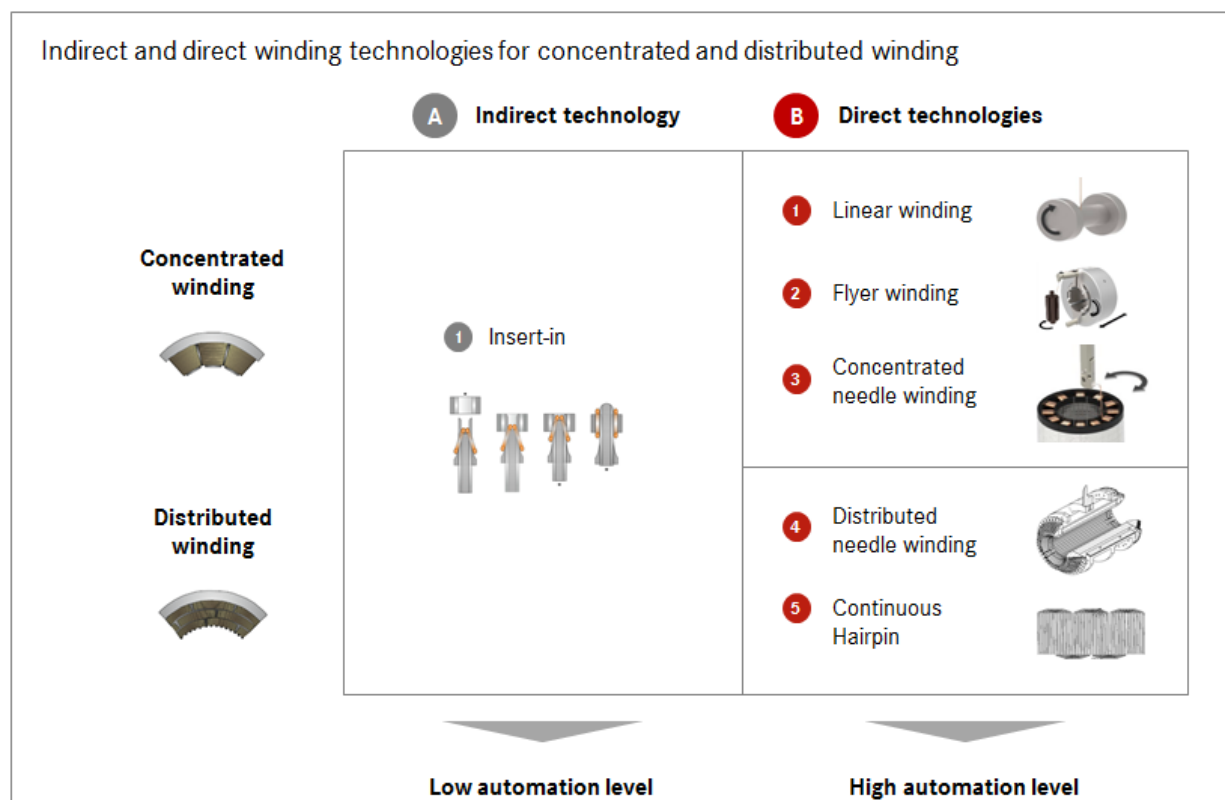 Indirect and direct winding technologies for concentrated and distributed winding
A Indirect technology
B Direct technologies
Concentrated
winding
1 Insert-in
1 Linear winding
2 Flyer winding
3 Concentrated
needle winding
Distributed
winding
4 Distributed
needle winding
5 Continuous
Hairpin
Low automation level
High automation level